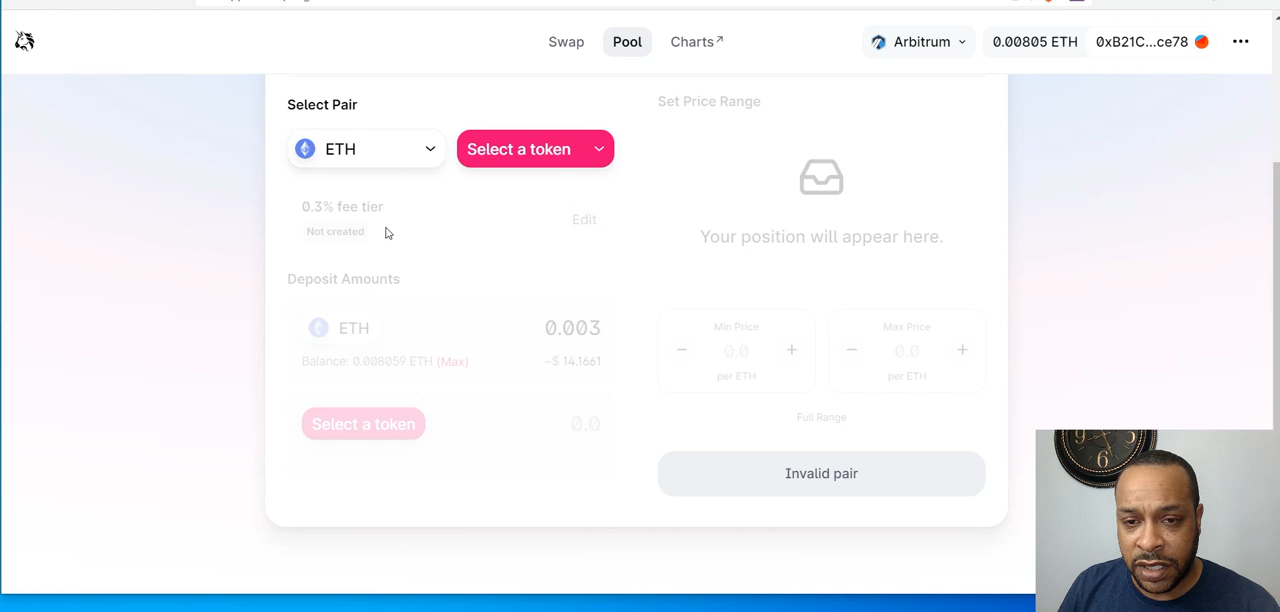 Swap
Pool
Charts↗
Arbitrum
0.00805 ETH
0xB21C...ce78
Select Pair
ETH
Select a token
0.3% fee tier
Not created
Edit
Deposit Amounts
ETH
0.003
Balance: 0.008059 ETH (Max)
~$ 14.1661
Select a token
0.0
Set Price Range
Your position will appear here.
Min Price
0.0
per ETH
Max Price
0.0
per ETH
Full Range
Invalid pair